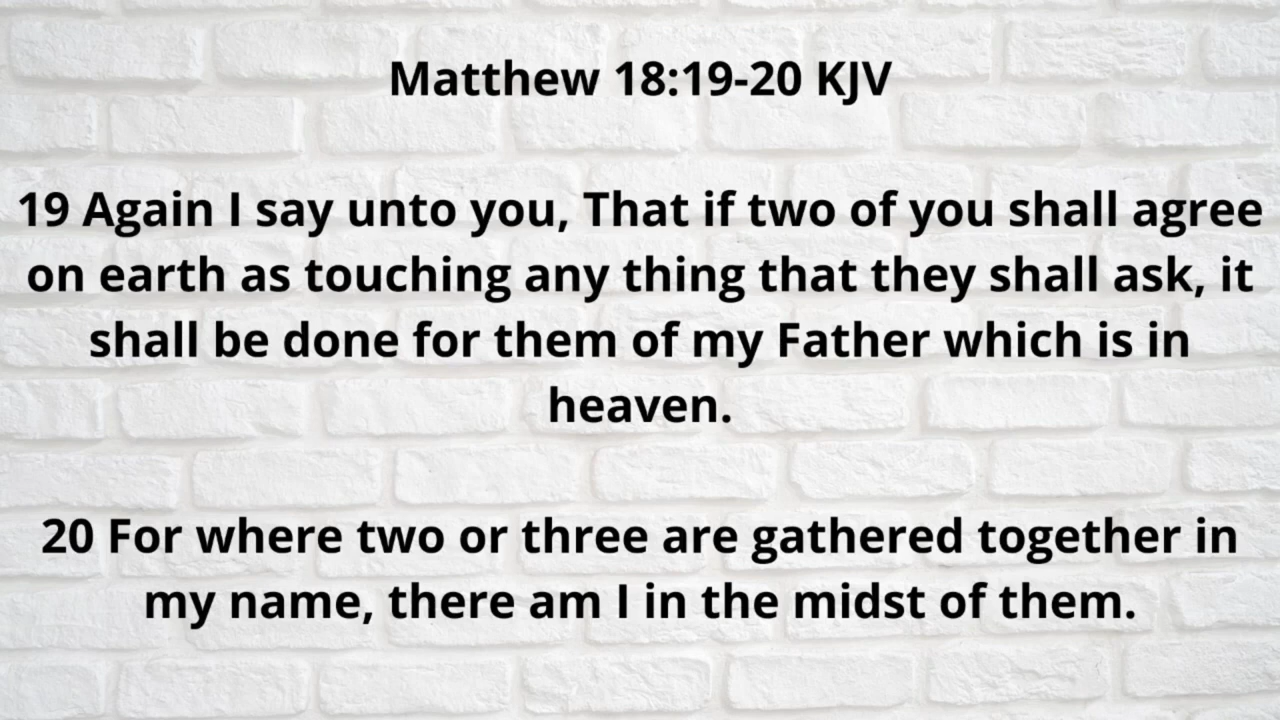 Matthew 18:19-20 KJV
19 Again I say unto you, That if two of you shall agree
on earth as touching any thing that they shall ask, it
shall be done for them of my Father which is in
heaven.
20 For where two or three are gathered together in
my name, there am I in the midst of them.